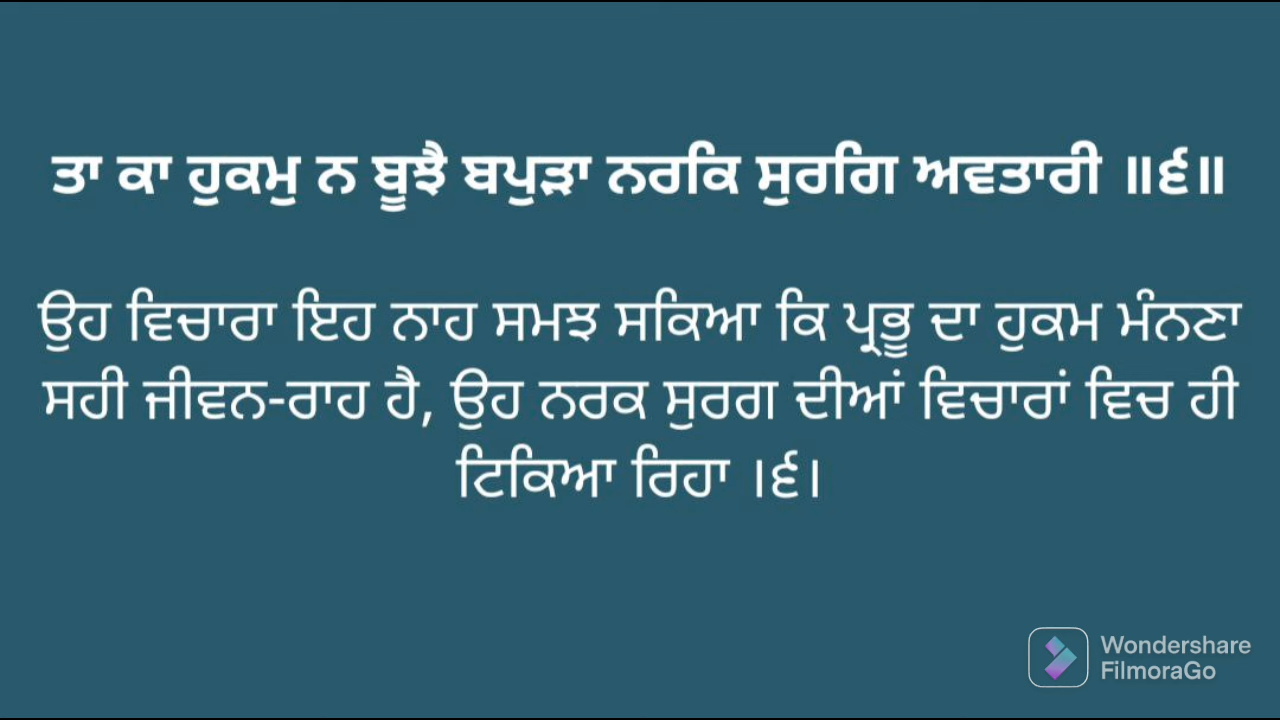 ਤਾ ਕਾ ਹੁਕਮੁ ਨ ਬੂਝੈ ਬਪੁੜਾ ਨਰਕਿ ਸੁਰਗਿ ਅਵਤਾਰੀ ॥੬॥
ਉਹ ਵਿਚਾਰਾ ਇਹ ਨਾਹ ਸਮਝ ਸਕਿਆ ਕਿ ਪ੍ਰਭੂ ਦਾ ਹੁਕਮ ਮੰਨਣਾ
ਸਹੀ ਜੀਵਨ-ਰਾਹ ਹੈ, ਉਹ ਨਰਕ ਸੁਰਗ ਦੀਆਂ ਵਿਚਾਰਾਂ ਵਿਚ ਹੀ
ਟਿਕਿਆ ਰਿਹਾ ।੬।
Wondershare
FilmoraGo